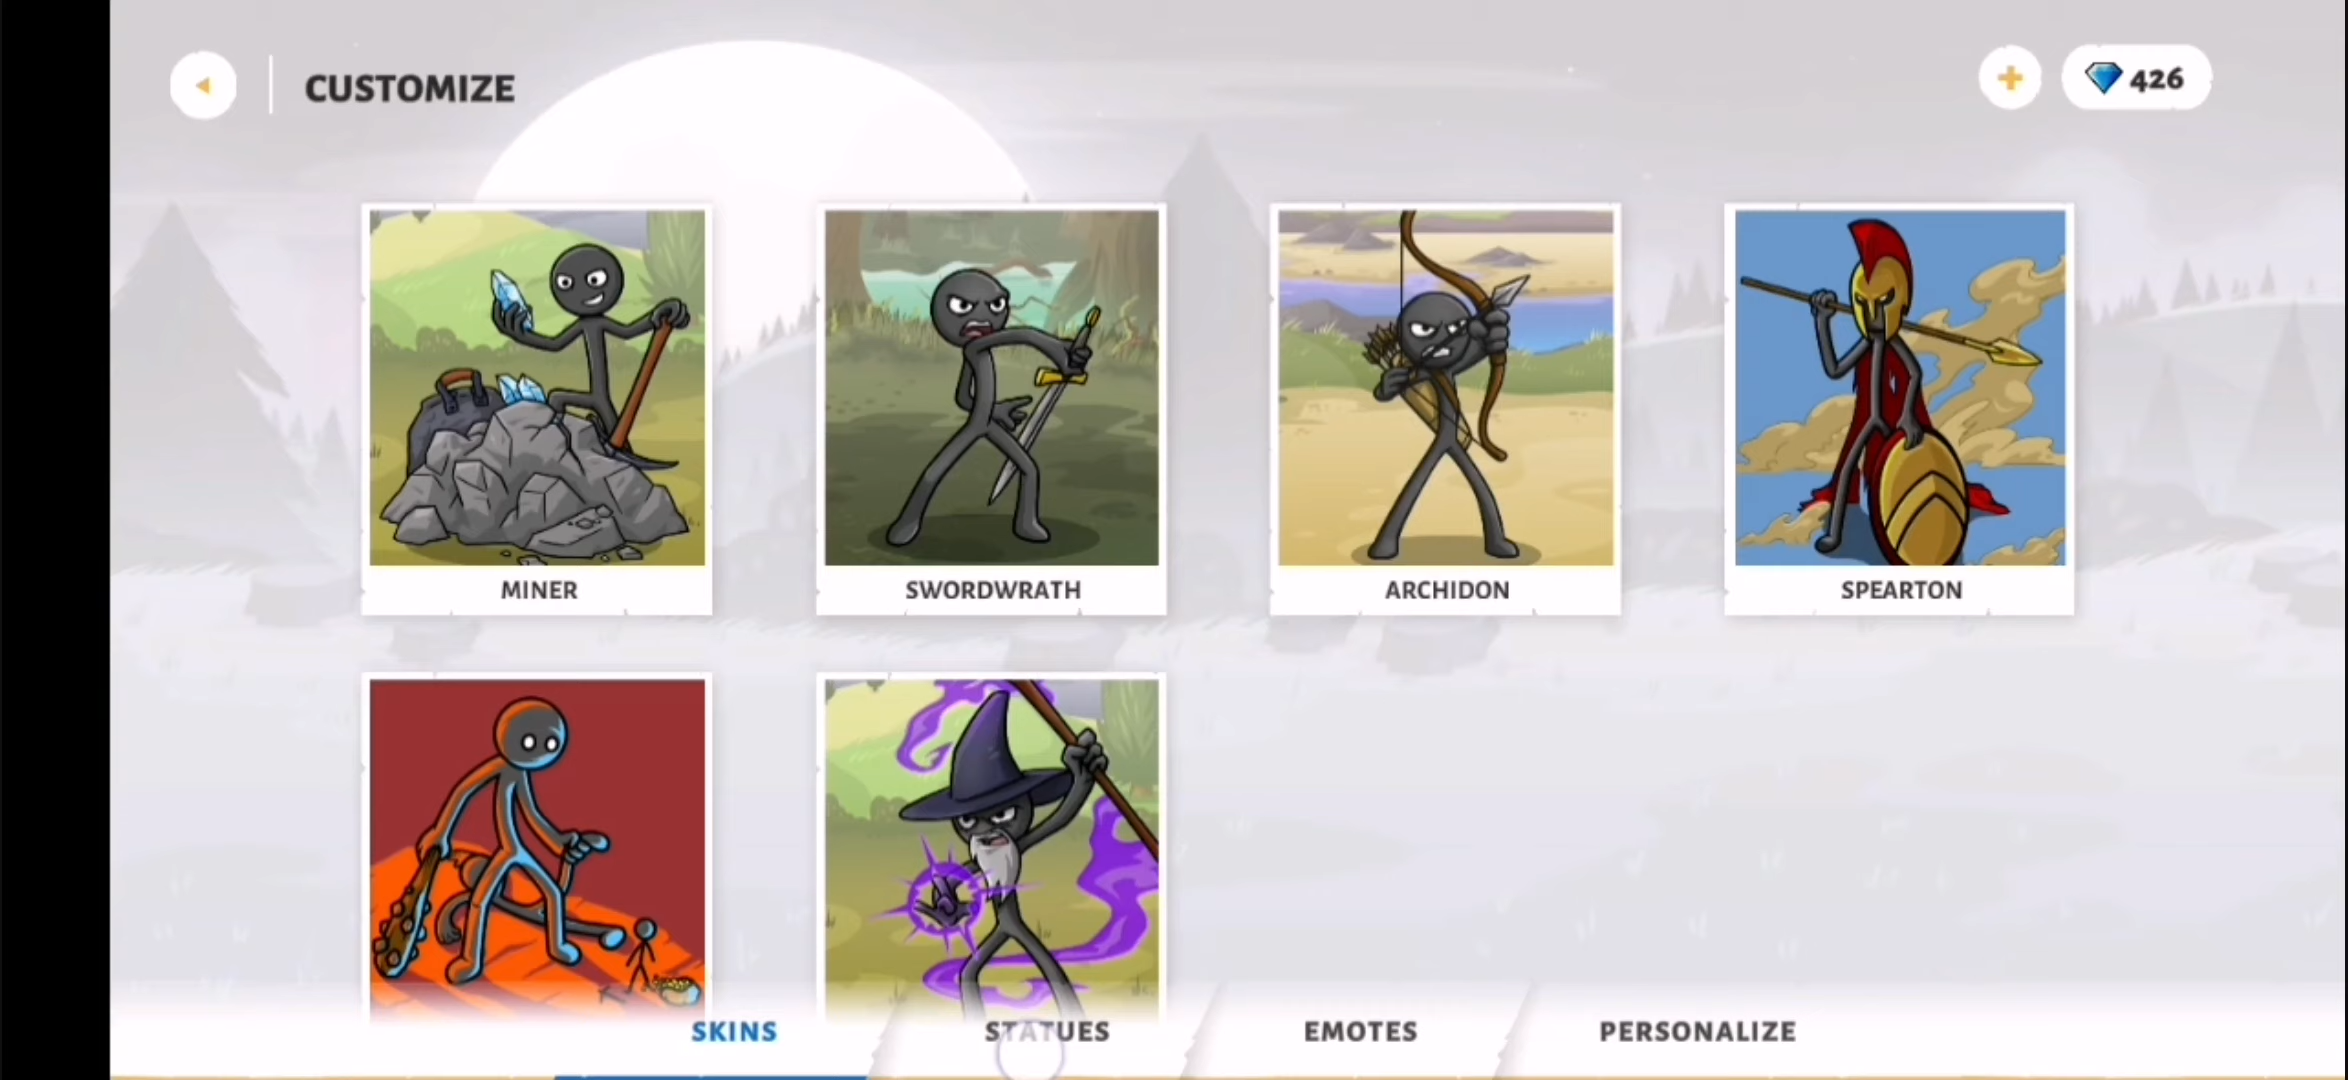 CUSTOMIZE
426
MINER
SWORDWRATH
ARCHIDON
SPEARTON
SKINS
STATUES
EMOTES
PERSONALIZE